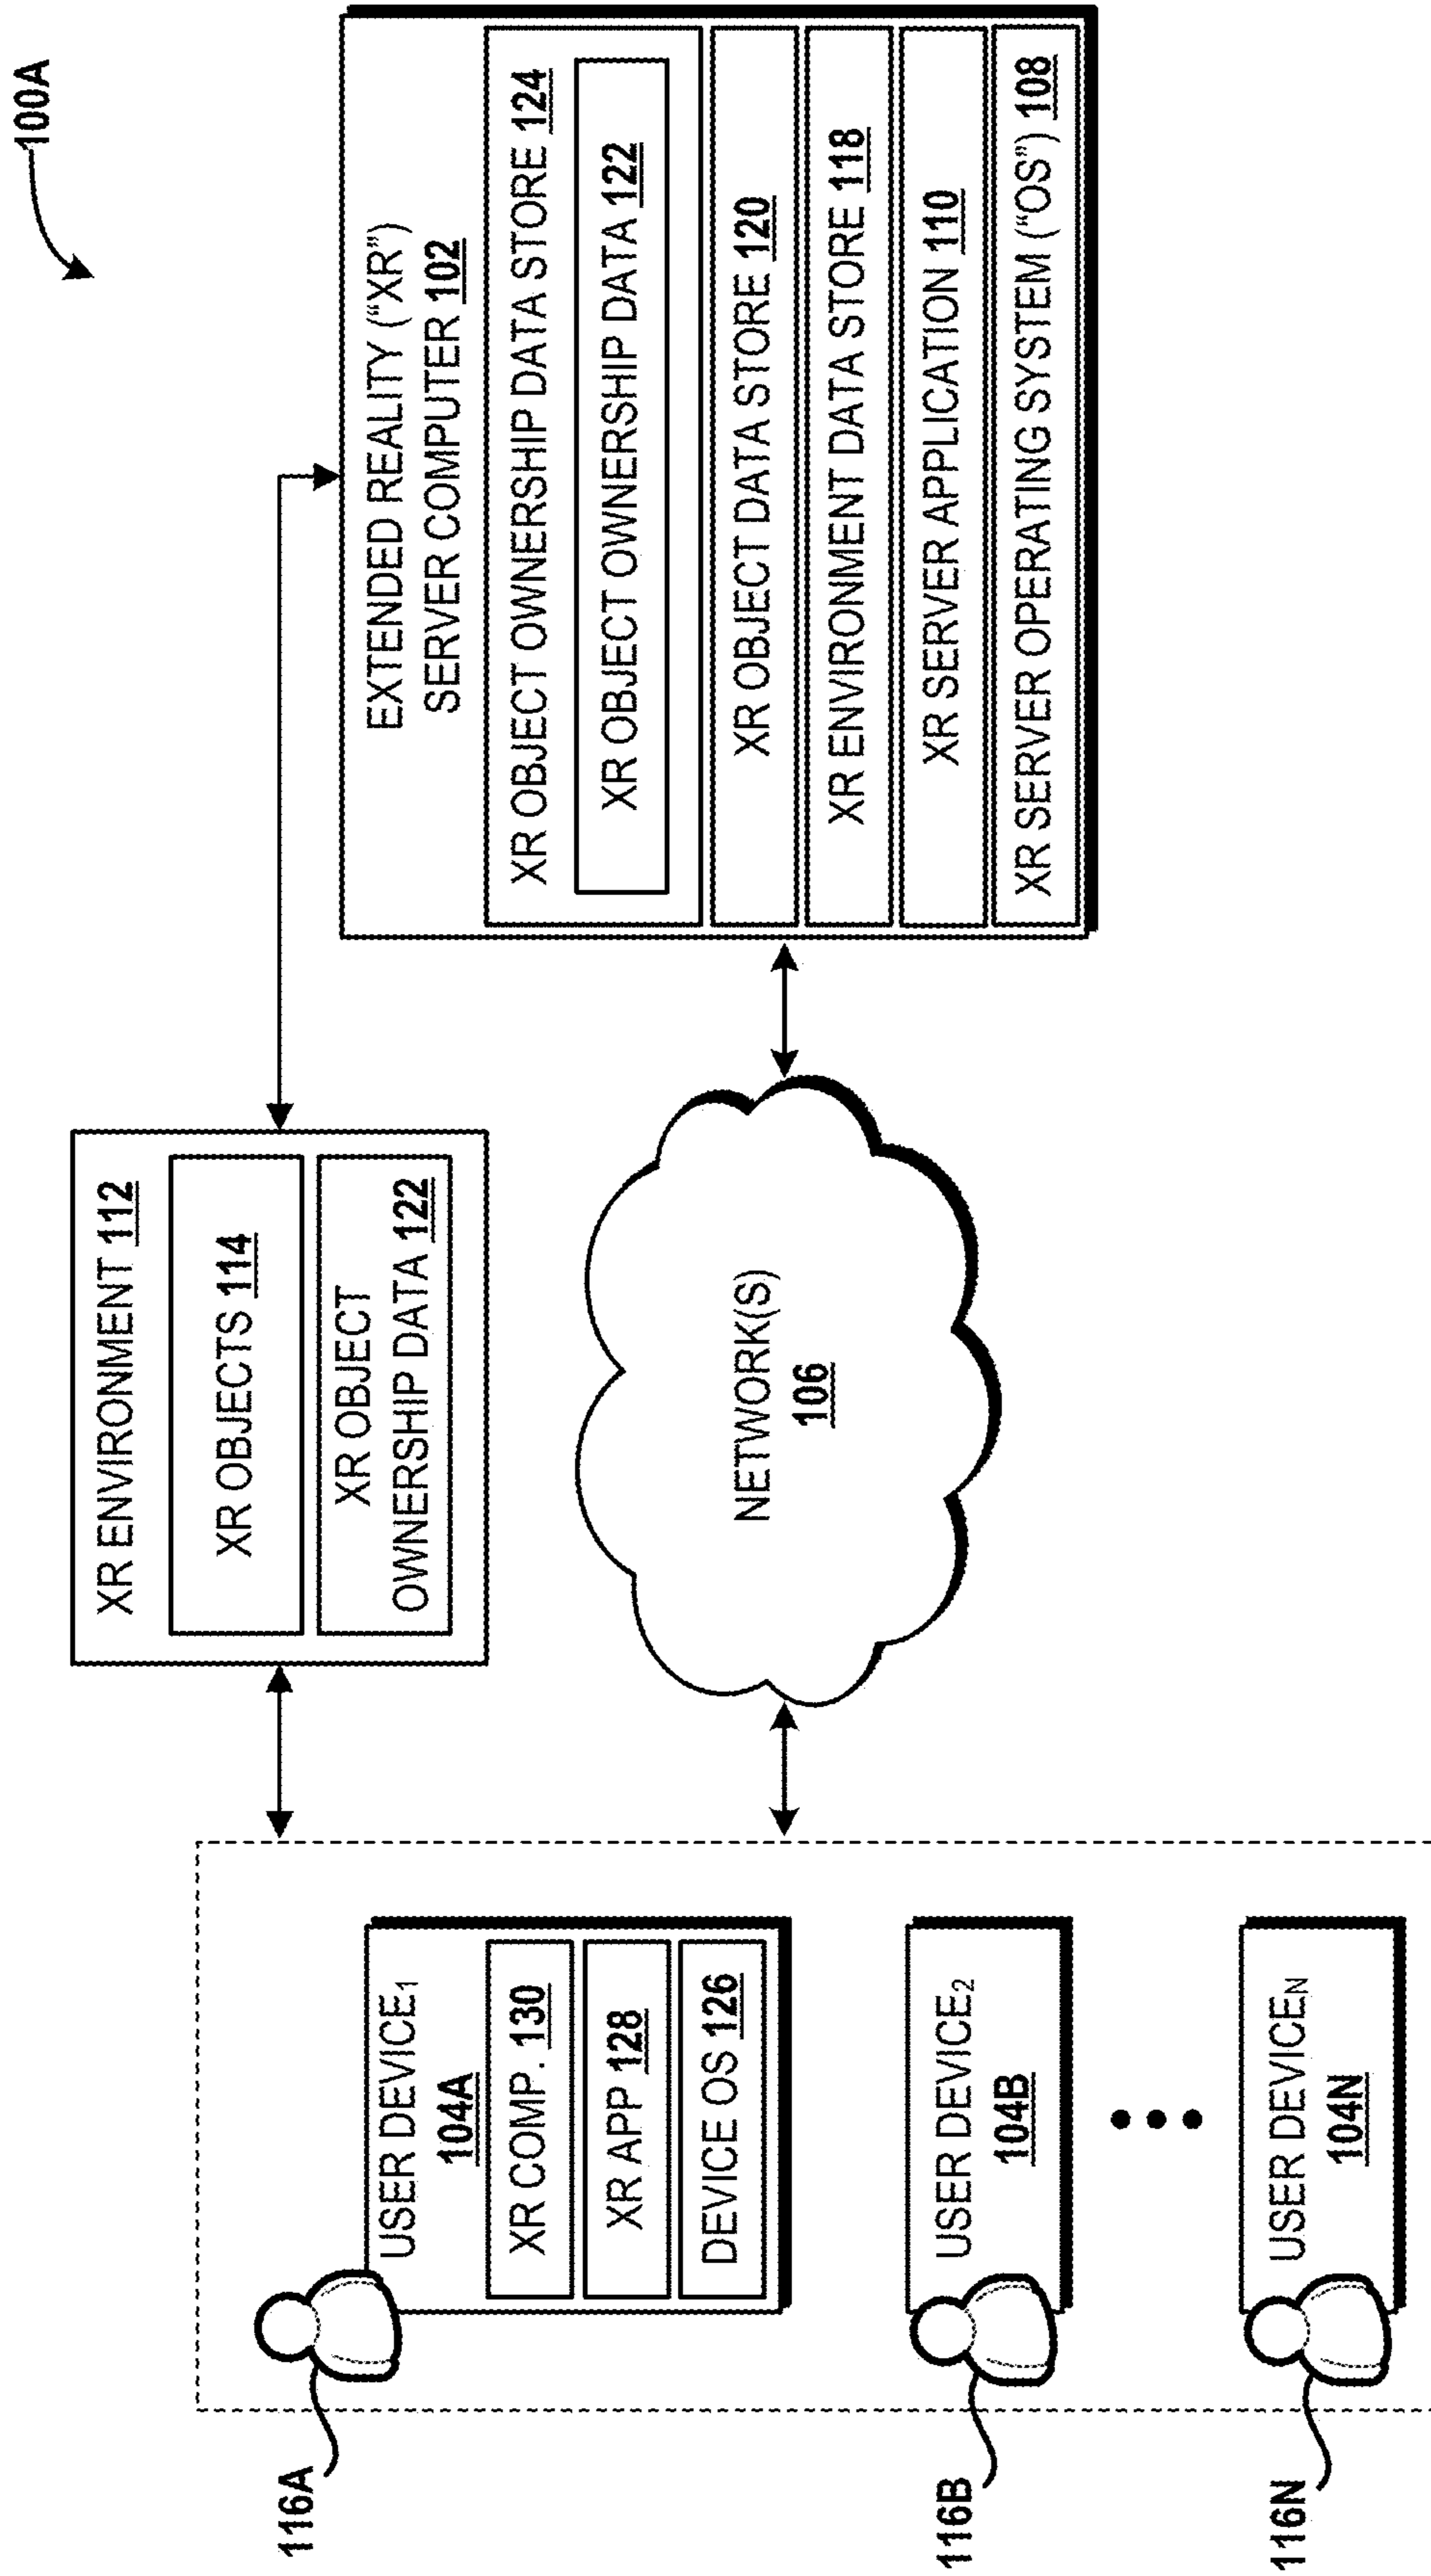 100A
EXTENDED REALITY (“XR”)
SERVER COMPUTER 102
XR OBJECT OWNERSHIP DATA STORE 124
XR OBJECT OWNERSHIP DATA 122
XR OBJECT DATA STORE 120
XR ENVIRONMENT DATA STORE 118
XR SERVER APPLICATION 110
XR SERVER OPERATING SYSTEM (“OS”) 108
XR ENVIRONMENT 112
XR OBJECTS 114
XR OBJECT
OWNERSHIP DATA 122
NETWORK(S)
106
116A
USER DEVICE1
104A
XR COMP. 130
XR APP 128
DEVICE OS 126
116B
USER DEVICE2
104B
116N
USER DEVICEN
104N